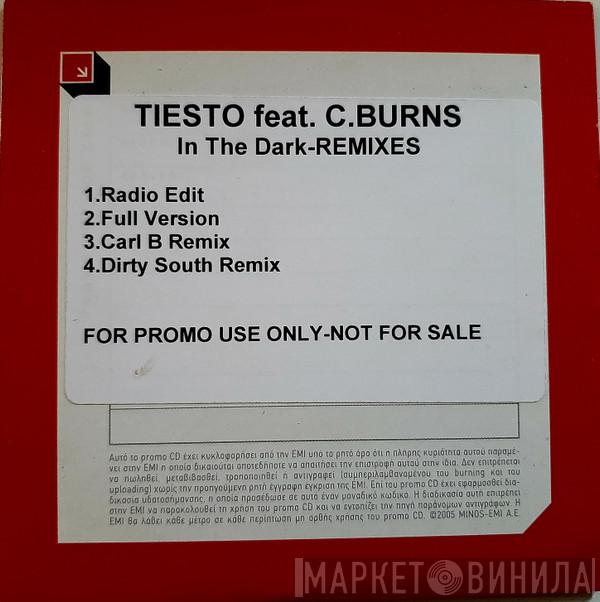 TIESTO feat. C.BURNS
In The Dark-REMIXES
1.Radio Edit
2.Full Version
3.Carl B Remix
4.Dirty South Remix
FOR PROMO USE ONLY-NOT FOR SALE
Αυτό το promo CD έχει κυκλοφορήσει από την EMI υπό το ρητό όρο ότι η πλήρης κυριότητα αυτού παραμέ-
νει στην EMI η οποία δικαιούται οποτεδήποτε να απαιτήσει την επιστροφή αυτού στην ίδια. Δεν επιτρέπεται
να πωληθεί, μεταβιβασθεί, τροποποιηθεί ή αντιγραφεί (συμπεριλαμβανομένου του burning και του
uploading) χωρίς την προηγούμενη ρητή έγγραφη έγκριση της EMI. Επί του promo CD έχει εφαρμοσθεί δια-
δικασία υδατοσήμανσης, η οποία προσέδωσε σε αυτό έναν μοναδικό κωδικό. Η διαδικασία αυτή επιτρέπει
στην EMI να παρακολουθεί τη χρήση του promo CD και να εντοπίζει την πηγή παράνομων αντιγράφων. Η
EMI θα λάβει κάθε μέτρο σε κάθε περίπτωση μη ορθής χρήσης του promo CD. ©2005 MINOS-EMI A.E.
МАРКЕТ ВИНИЛА